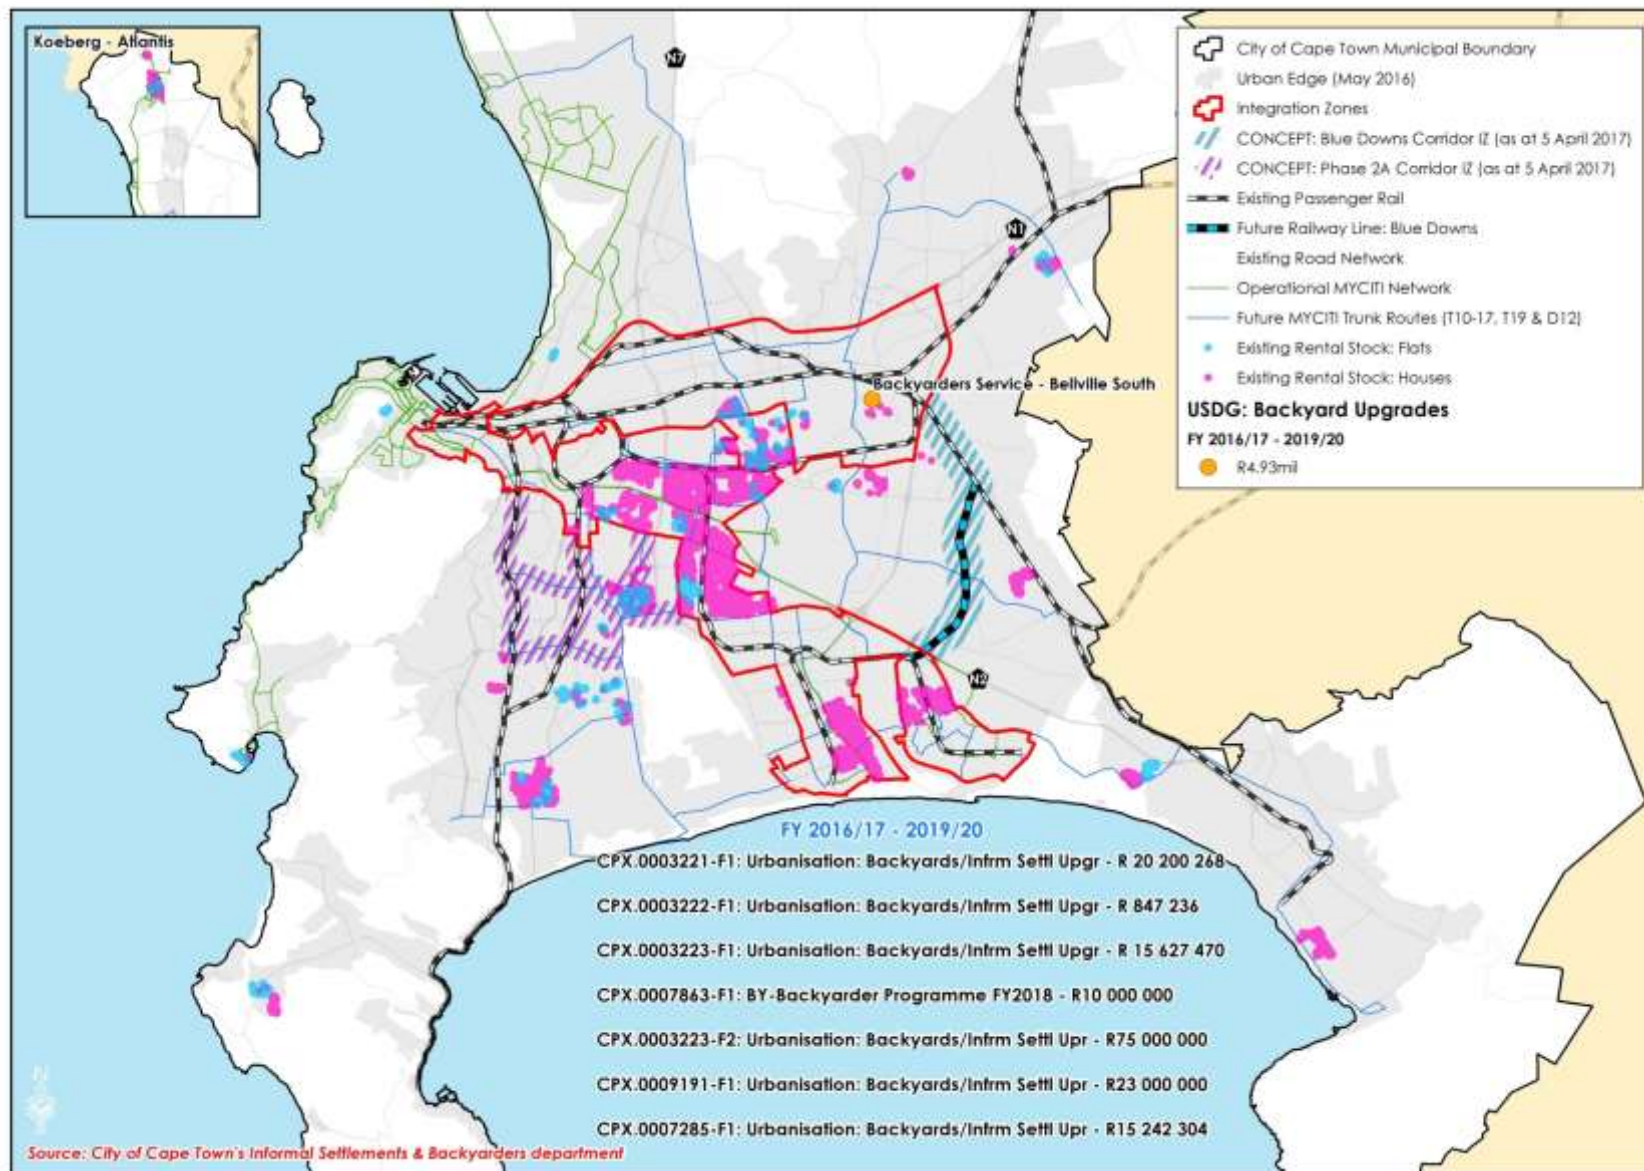 Koeberg - Atlantis
N7
N1
Backyarders Service - Bellville South
N2
City of Cape Town Municipal Boundary
Urban Edge (May 2016)
Integration Zones
CONCEPT: Blue Downs Corridor IZ (as at 5 April 2017)
CONCEPT: Phase 2A Corridor IZ (as at 5 April 2017)
Existing Passenger Rail
Future Railway Line: Blue Downs
Existing Road Network
Operational MYCITI Network
Future MYCITI Trunk Routes (T10-17, T19 & D12)
Existing Rental Stock: Flats
Existing Rental Stock: Houses
USDG: Backyard Upgrades
FY 2016/17 - 2019/20
R4.93mil
FY 2016/17 - 2019/20
CPX.0003221-F1: Urbanisation: Backyards/Infrm Settl Upgr - R 20 200 268
CPX.0003222-F1: Urbanisation: Backyards/Infrm Settl Upgr - R 847 236
CPX.0003223-F1: Urbanisation: Backyards/Infrm Settl Upgr - R 15 627 470
CPX.0007863-F1: BY-Backyarder Programme FY2018 - R10 000 000
CPX.0003223-F2: Urbanisation: Backyards/Infrm Settl Upr - R75 000 000
CPX.0009191-F1: Urbanisation: Backyards/Infrm Settl Upr - R23 000 000
CPX.0007285-F1: Urbanisation: Backyards/Infrm Settl Upr - R15 242 304
Source: City of Cape Town's Informal Settlements & Backyarders department